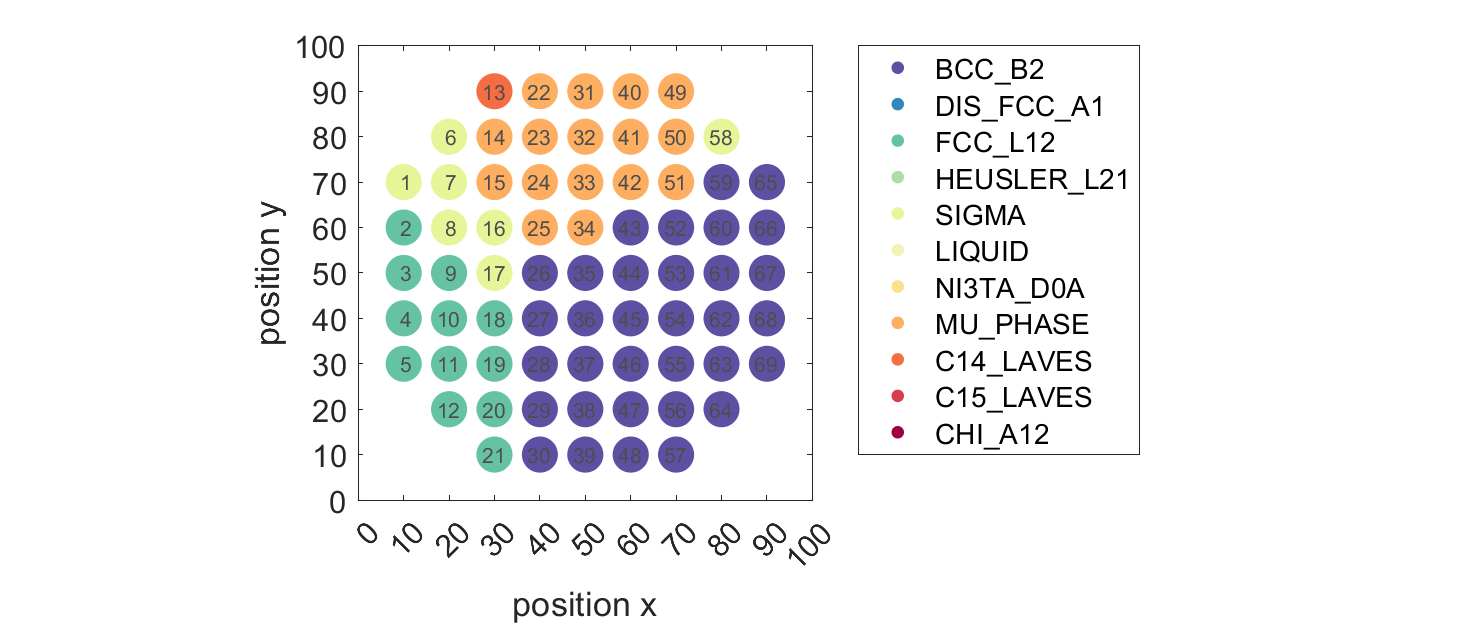 100
90
80
70
60
50
40
30
20
10
0
13 22 31 40 49
6 14 23 32 41 50 58
1 7 15 24 33 42 51 59 65
2 8 16 25 34 43 52 60 66
3 9 17 26 35 44 53 61 67
4 10 18 27 36 45 54 62 68
5 11 19 28 37 46 55 63 69
12 20 29 38 47 56 64
21 30 39 48 57
0 10 20 30 40 50 60 70 80 90 100
position x
position y
BCC_B2
DIS_FCC_A1
FCC_L12
HEUSLER_L21
SIGMA
LIQUID
NI3TA_D0A
MU_PHASE
C14_LAVES
C15_LAVES
CHI_A12